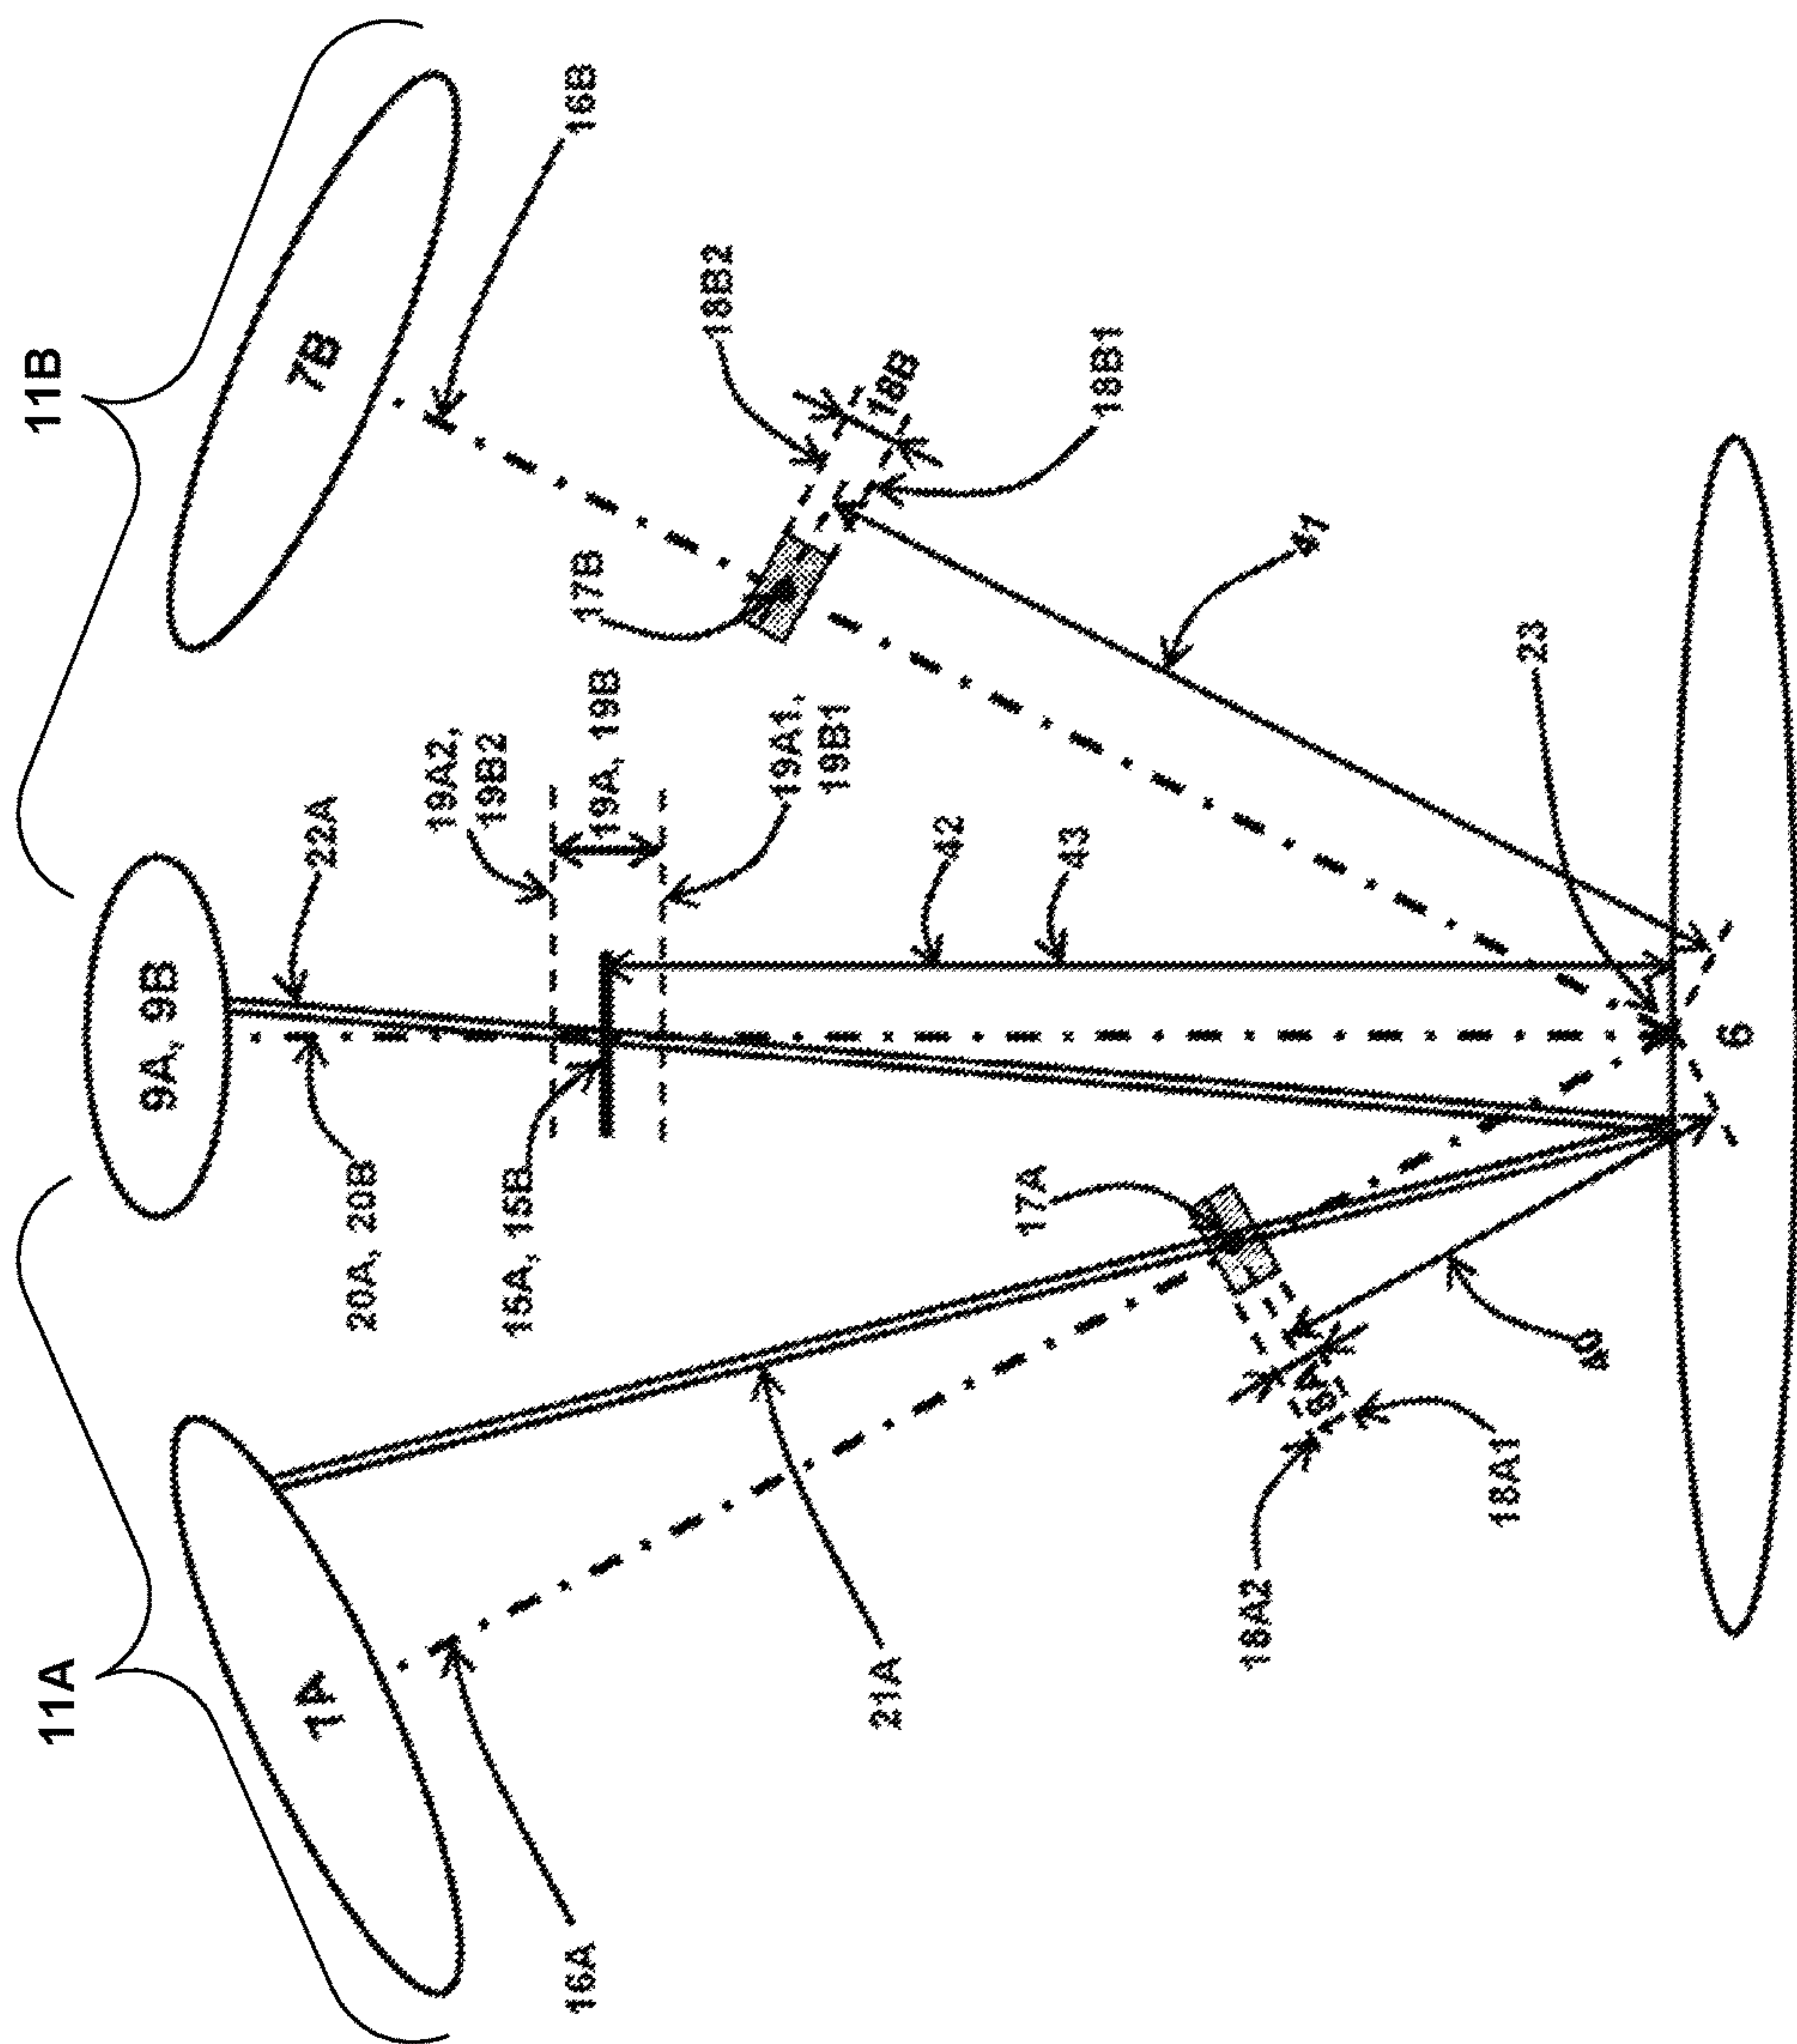 11B
7B
16B
18B2
18B
18B1
17B
41
23
9A, 9B
22A
19A2,
19B2
19A, 19B
19A1,
19B1
42
43
6
20A, 20B
15A, 15B
17A
40
11A
1A
16A
21A
18A
18A2
18A1